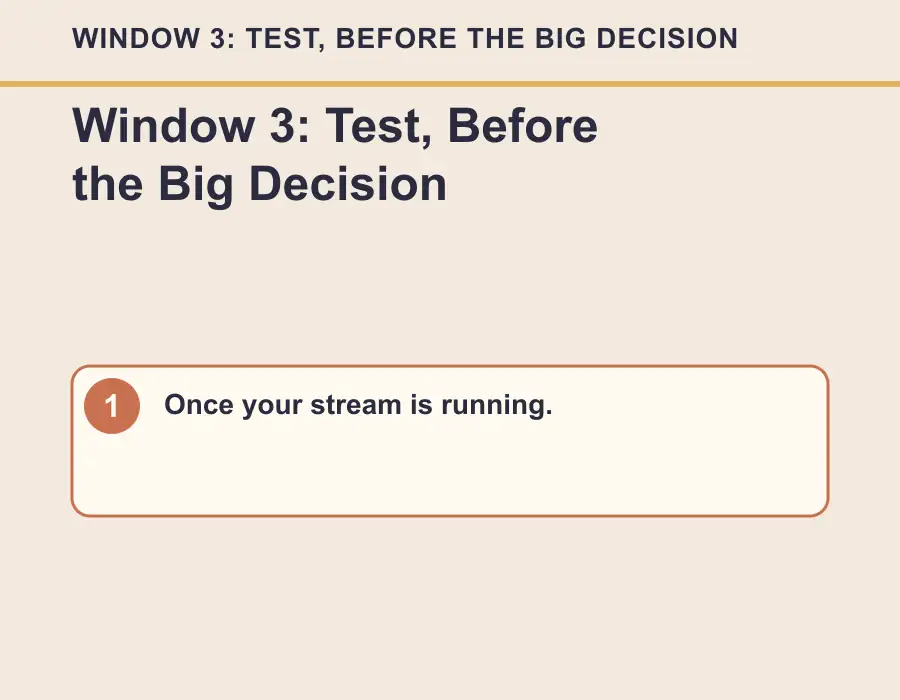 WINDOW 3: TEST, BEFORE THE BIG DECISION
Window 3: Test, Before
the Big Decision
1
Once your stream is running.